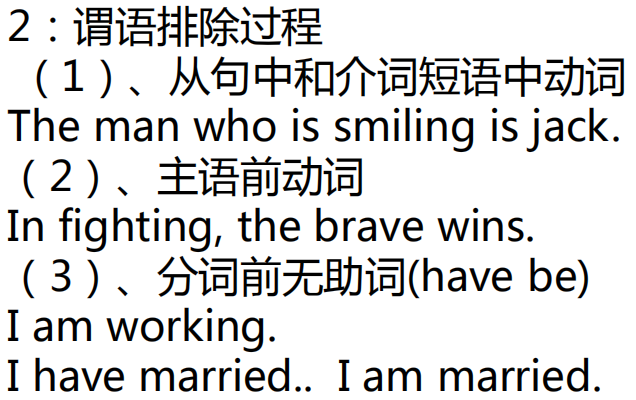 2：谓语排除过程
（1）、从句中和介词短语中动词
The man who is smiling is jack.
（2）、主语前动词
In fighting, the brave wins.
（3）、分词前无助词(have be)
I am working.
I have married..  I am married.